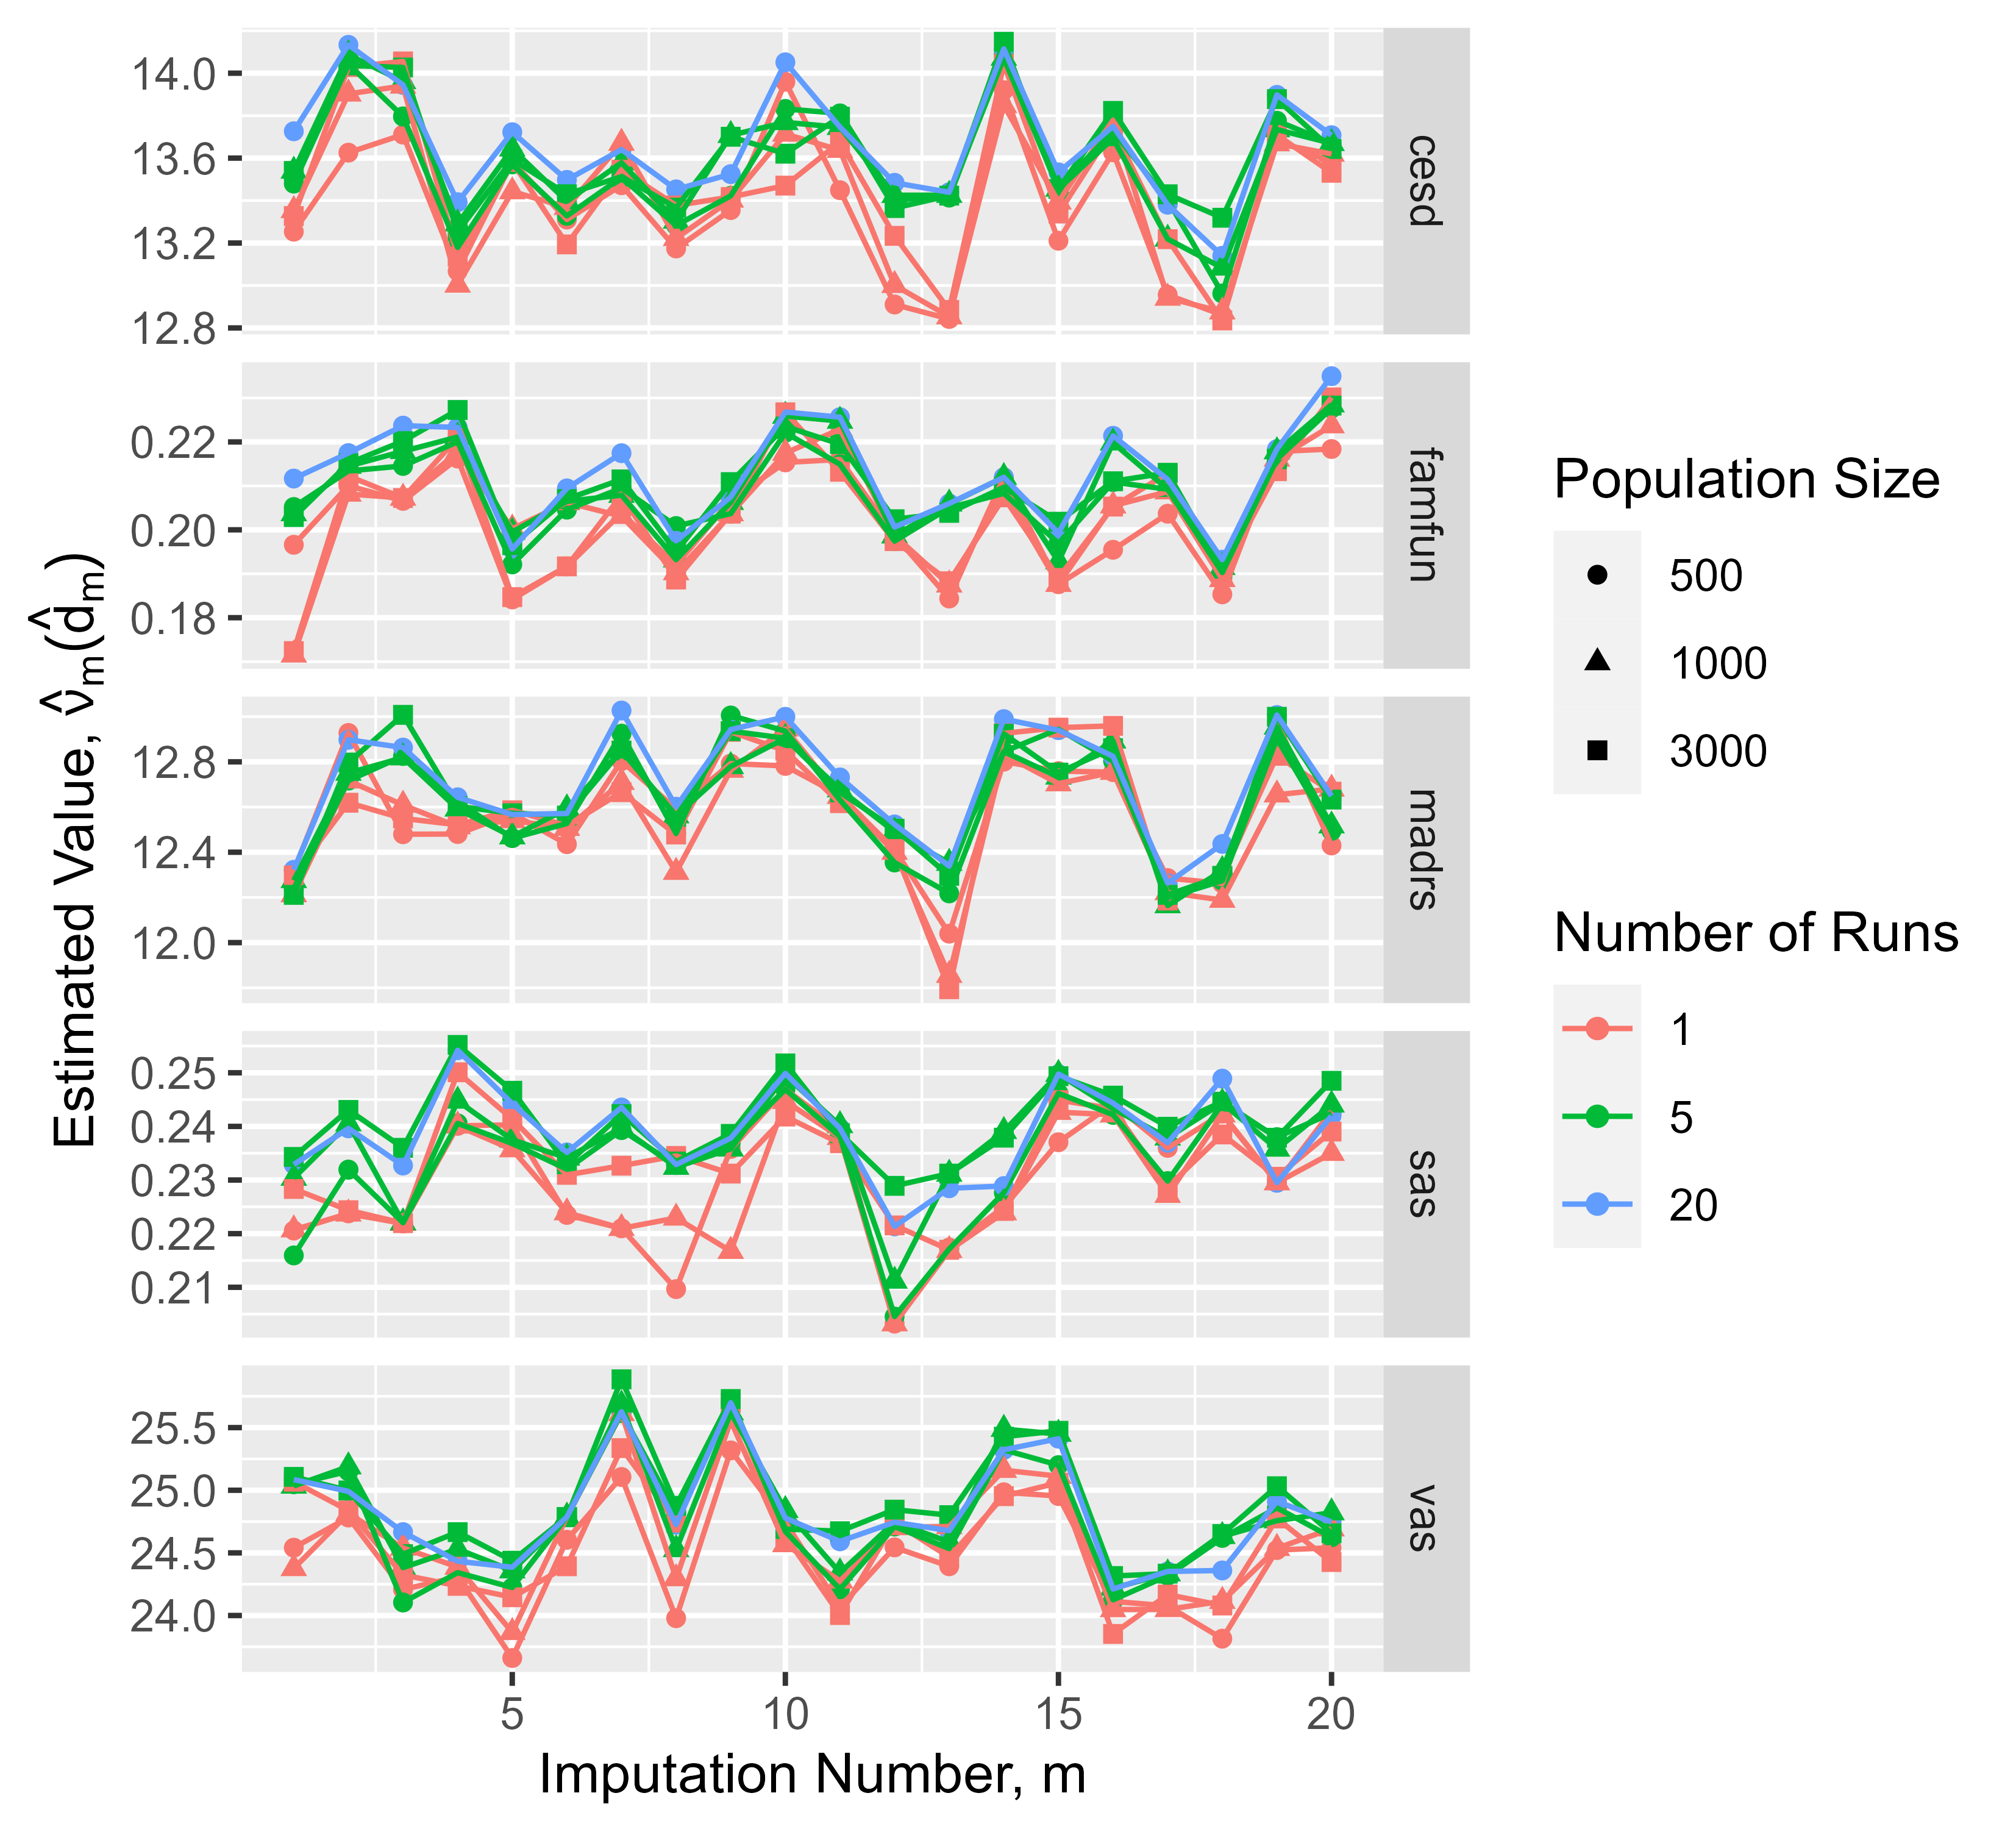 14.0
13.6
13.2
12.8
cesd
0.22
0.20
0.18
famfun
12.8
12.4
12.0
madrs
0.25
0.24
0.23
0.22
0.21
sas
25.5
25.0
24.5
24.0
vas
5 10 15 20
Imputation Number, m
Estimated Value, υ̂ₘ(d̂ₘ)
Population Size
500
1000
3000
Number of Runs
1
5
20